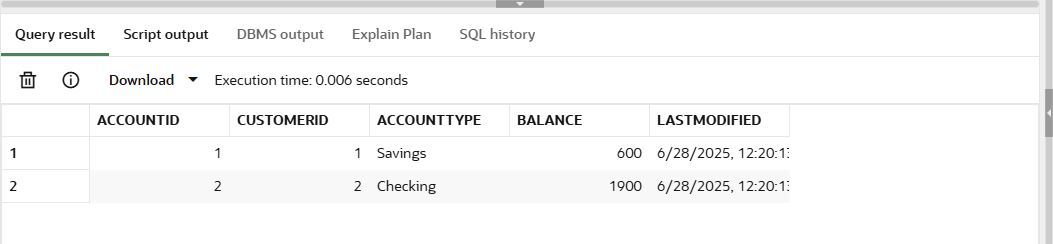 Query result Script output DBMS output Explain Plan SQL history
Download Execution time: 0.006 seconds
ACCOUNTID CUSTOMERID ACCOUNTTYPE BALANCE LASTMODIFIED
1 1 1 Savings 600 6/28/2025, 12:20:1
2 2 2 Checking 1900 6/28/2025, 12:20:1